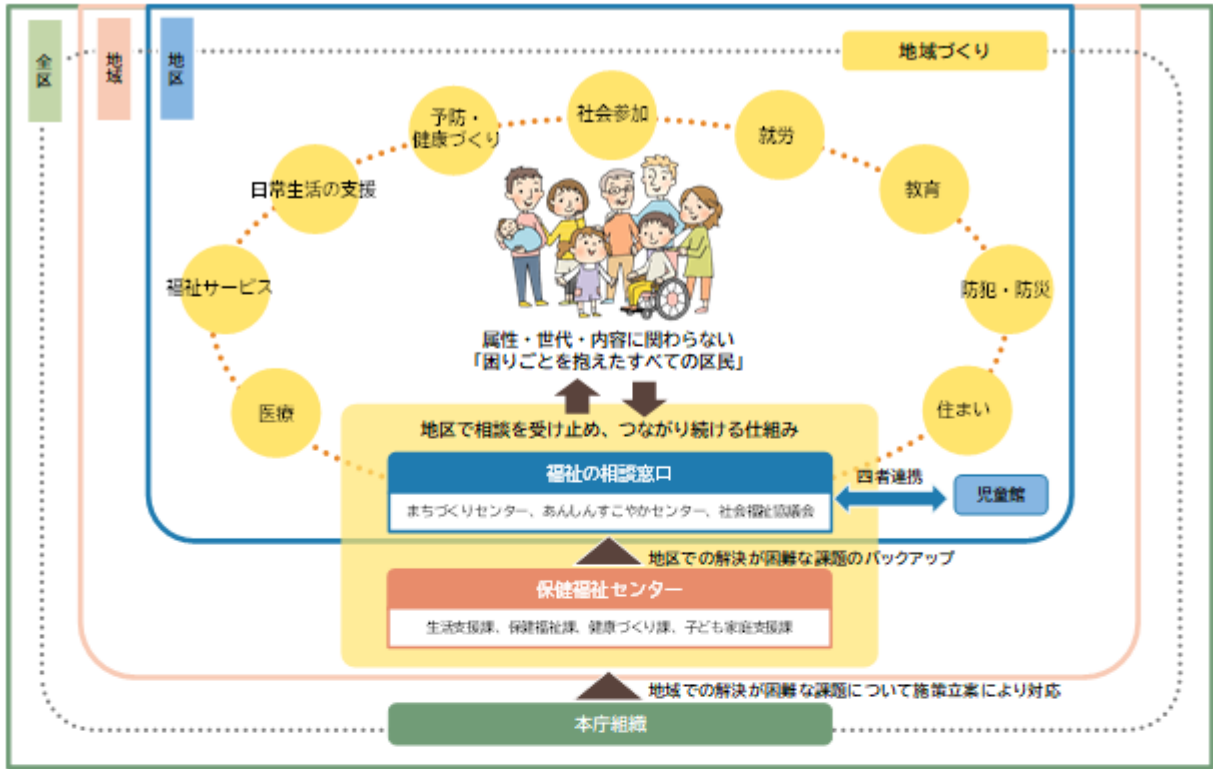 全区
地域
地区
地域づくり
社会参加
予防・
健康づくり
就労
日常生活の支援
教育
福祉サービス
防犯・防災
属性・世代・内容に関わらない
「困りごとを抱えたすべての区民」
医療
住まい
地区で相談を受け止め、つながり続ける仕組み
福祉の相談窓口
まちづくりセンター、あんしんすこやかセンター、社会福祉協議会
四者連携
児童館
地区での解決が困難な課題のバックアップ
保健福祉センター
生活支援課、保健福祉課、健康づくり課、子ども家庭支援課
地域での解決が困難な課題について施策立案により対応
本庁組織